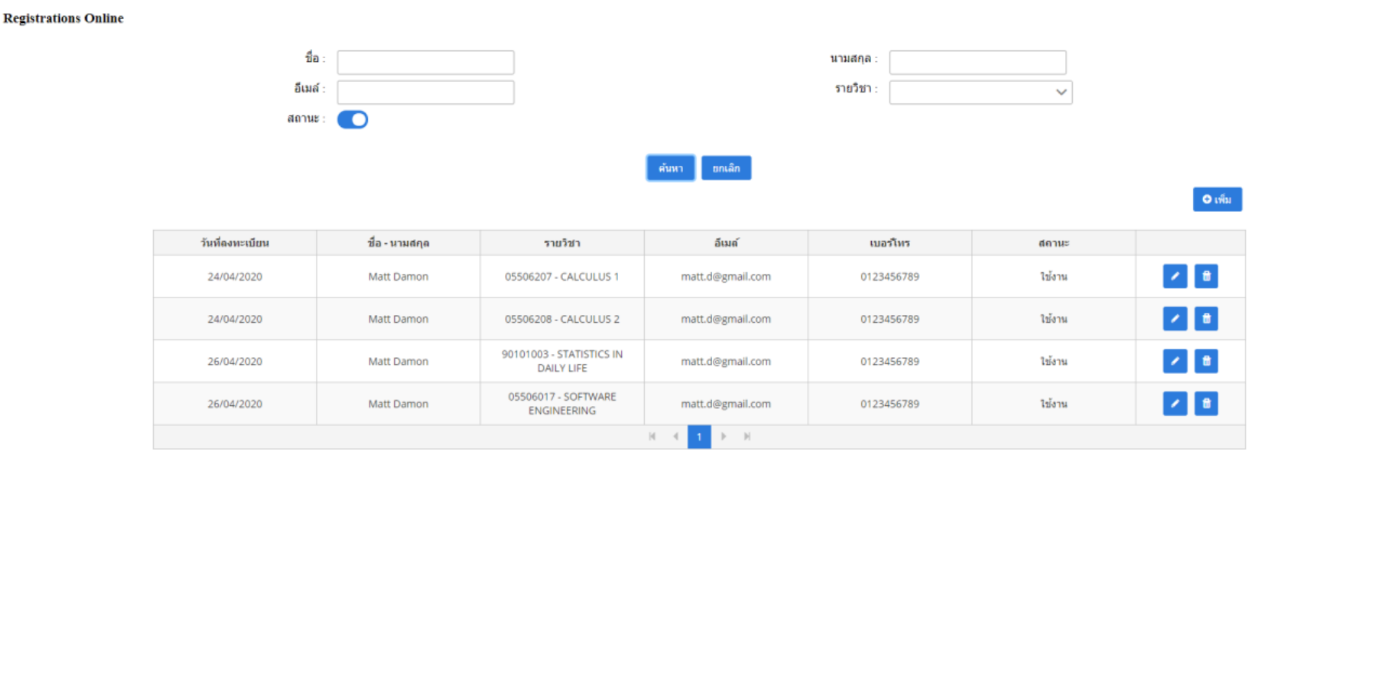 Registrations Online
ชื่อ : นามสกุล :
อีเมล์ : รายวิชา :
สถานะ :
ค้นหา ยกเลิก
เพิ่ม
วันที่ลงทะเบียน ชื่อ - นามสกุล รายวิชา อีเมล์ เบอร์โทร สถานะ
24/04/2020 Matt Damon 05506207 - CALCULUS 1 matt.d@gmail.com 0123456789 ใช้งาน
24/04/2020 Matt Damon 05506208 - CALCULUS 2 matt.d@gmail.com 0123456789 ใช้งาน
90101003 - STATISTICS IN
26/04/2020 Matt Damon DAILY LIFE matt.d@gmail.com 0123456789 ใช้งาน
05506017 - SOFTWARE
26/04/2020 Matt Damon ENGINEERING matt.d@gmail.com 0123456789 ใช้งาน
1